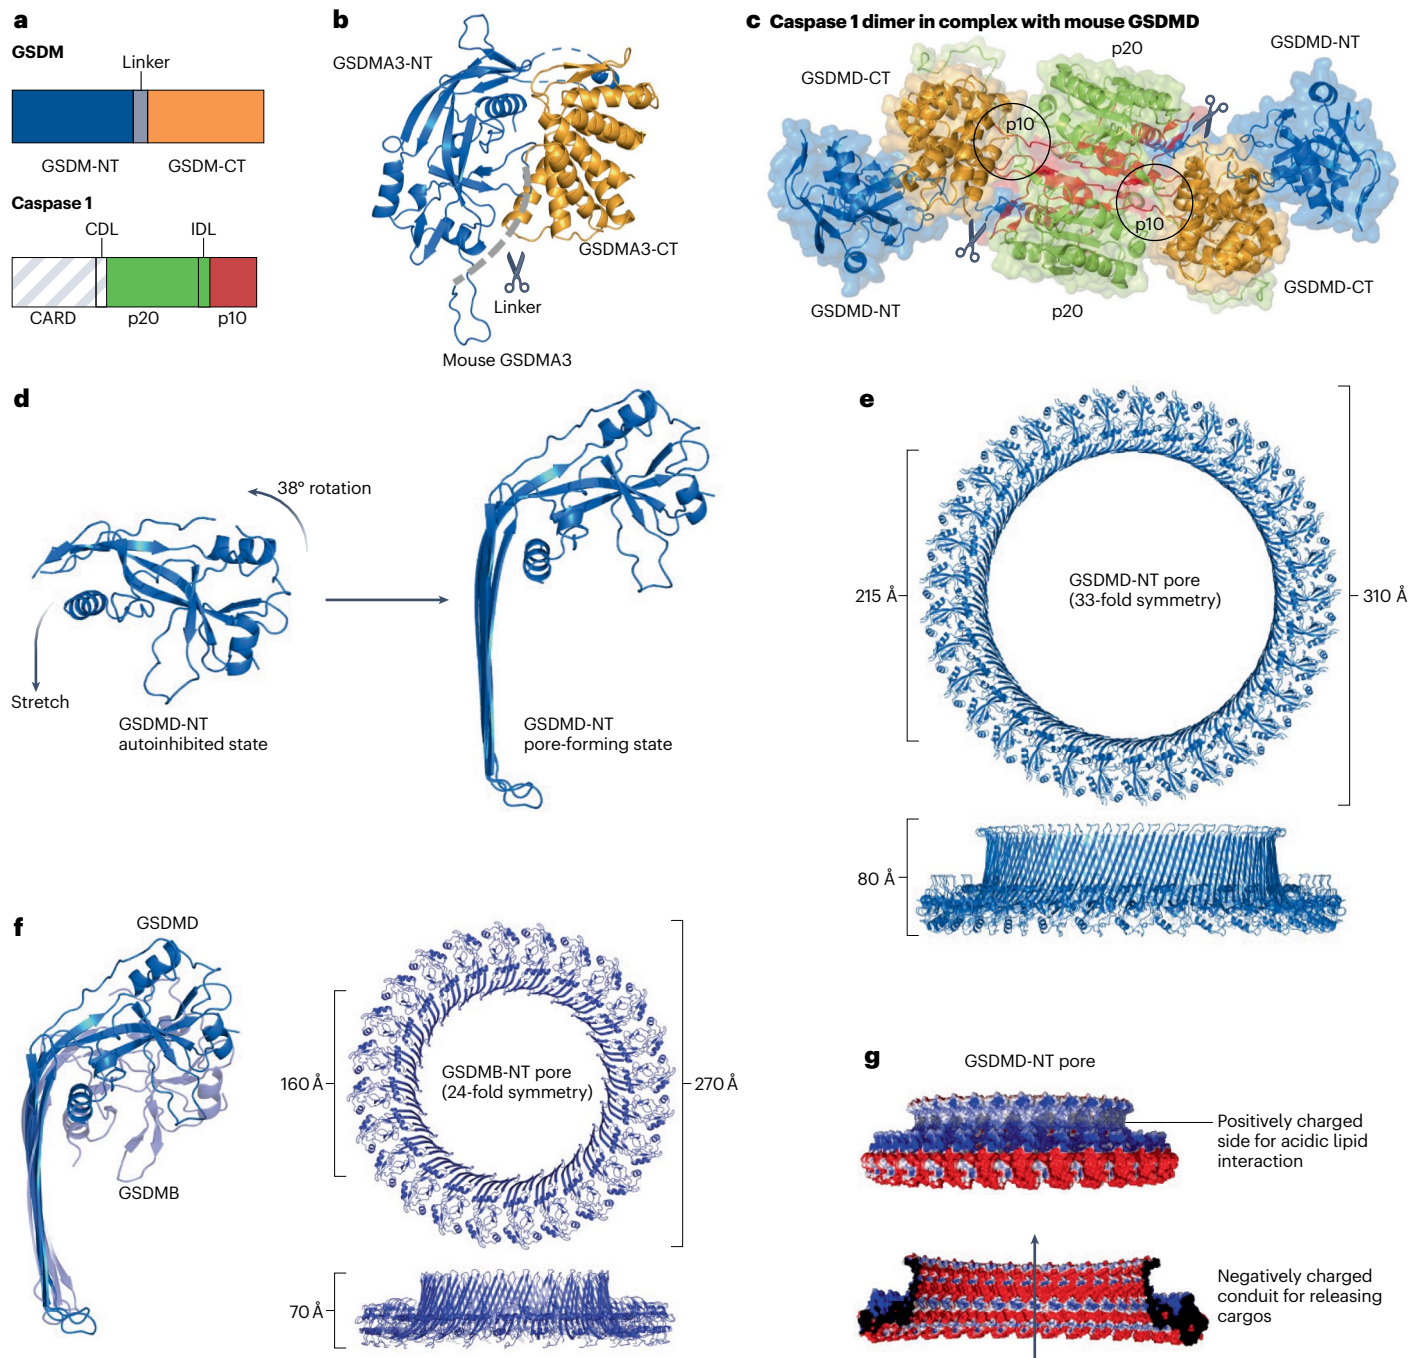 a
GSDM
Linker
GSDM-NT
GSDM-CT
Caspase 1
CDL
IDL
CARD
p20
p10
b
GSDMA3-NT
GSDMA3-CT
Linker
Mouse GSDMA3
c Caspase 1 dimer in complex with mouse GSDMD
p20
GSDMD-NT
GSDMD-CT
p10
p10
GSDMD-CT
GSDMD-NT
p20
d
38° rotation
Stretch
GSDMD-NT
autoinhibited state
GSDMD-NT
pore-forming state
e
GSDMD-NT pore
(33-fold symmetry)
215 Å
310 Å
80 Å
f
GSDMD
GSDMB
GSDMB-NT pore
(24-fold symmetry)
160 Å
270 Å
70 Å
g
GSDMD-NT pore
Positively charged
side for acidic lipid
interaction
Negatively charged
conduit for releasing
cargos